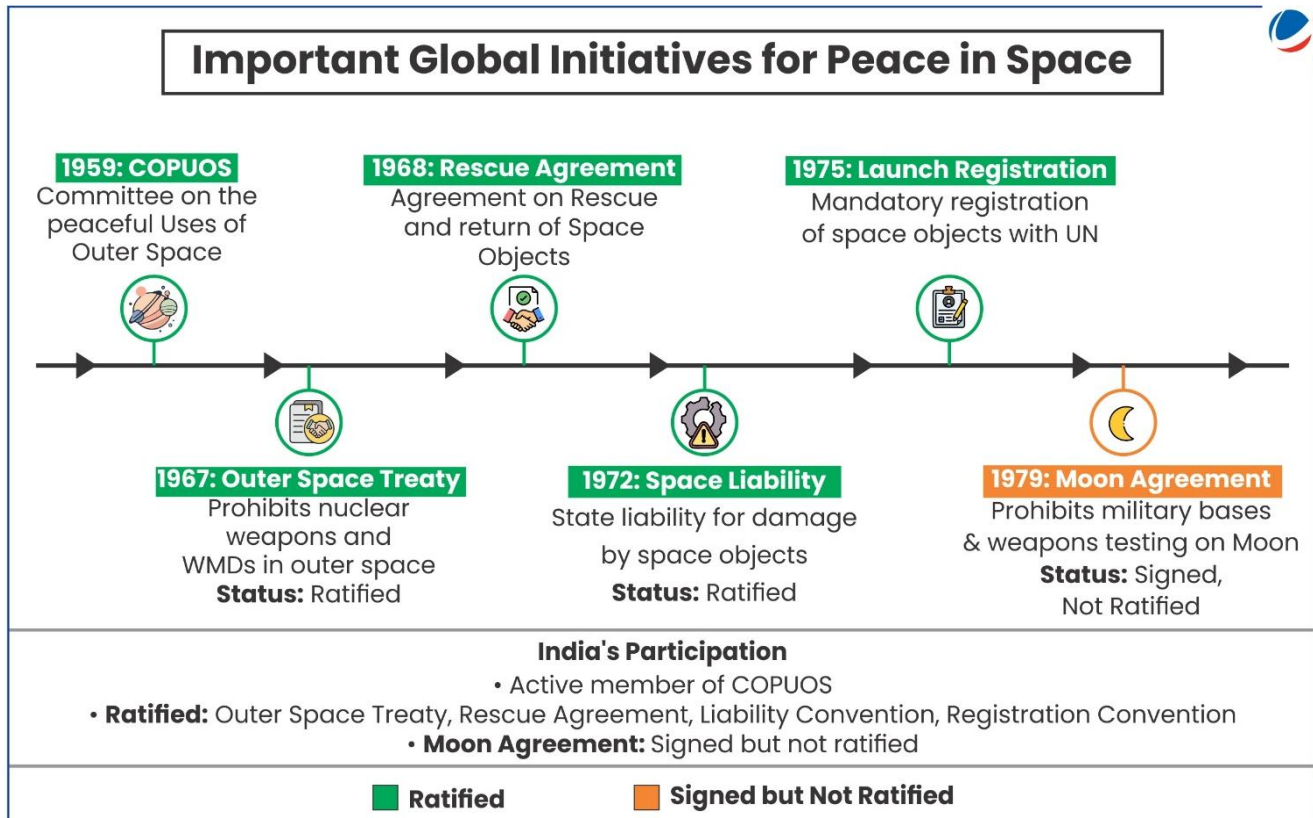 Important Global Initiatives for Peace in Space
1959: COPUOS
Committee on the
peaceful Uses of
Outer Space
1968: Rescue Agreement
Agreement on Rescue
and return of Space
Objects
1975: Launch Registration
Mandatory registration
of space objects with UN
1967: Outer Space Treaty
Prohibits nuclear
weapons and
WMDs in outer space
Status: Ratified
1972: Space Liability
State liability for damage
by space objects
Status: Ratified
1979: Moon Agreement
Prohibits military bases
& weapons testing on Moon
Status: Signed,
Not Ratified
India's Participation
• Active member of COPUOS
• Ratified: Outer Space Treaty, Rescue Agreement, Liability Convention, Registration Convention
• Moon Agreement: Signed but not ratified
Ratified
Signed but Not Ratified